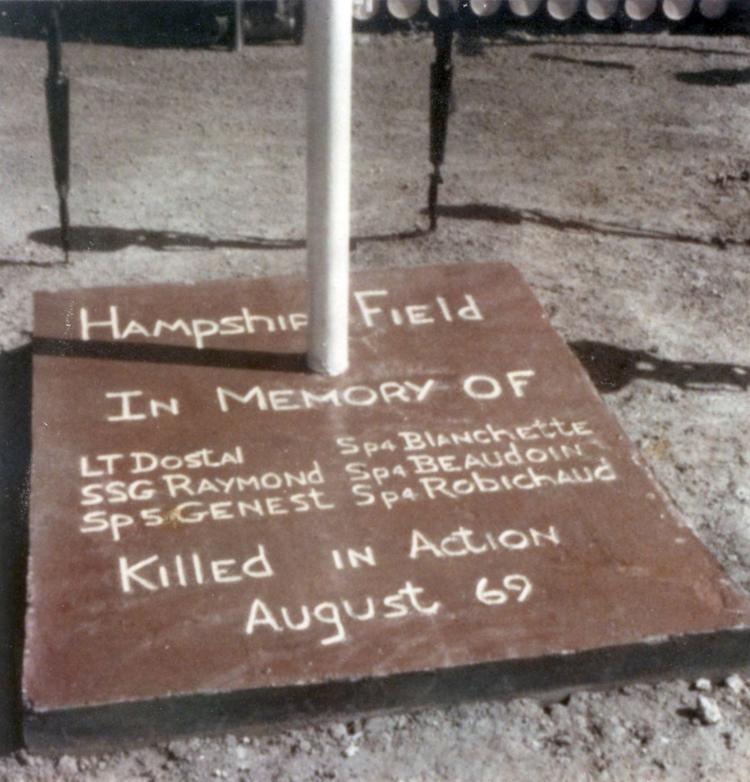 Hampshir Field
In Memory of
LT Dostal Sp4 Blanchette
SSG Raymond Sp4 Beaudoin
Sp5 Genest Sp4 Robichaud
Killed in Action
August 69